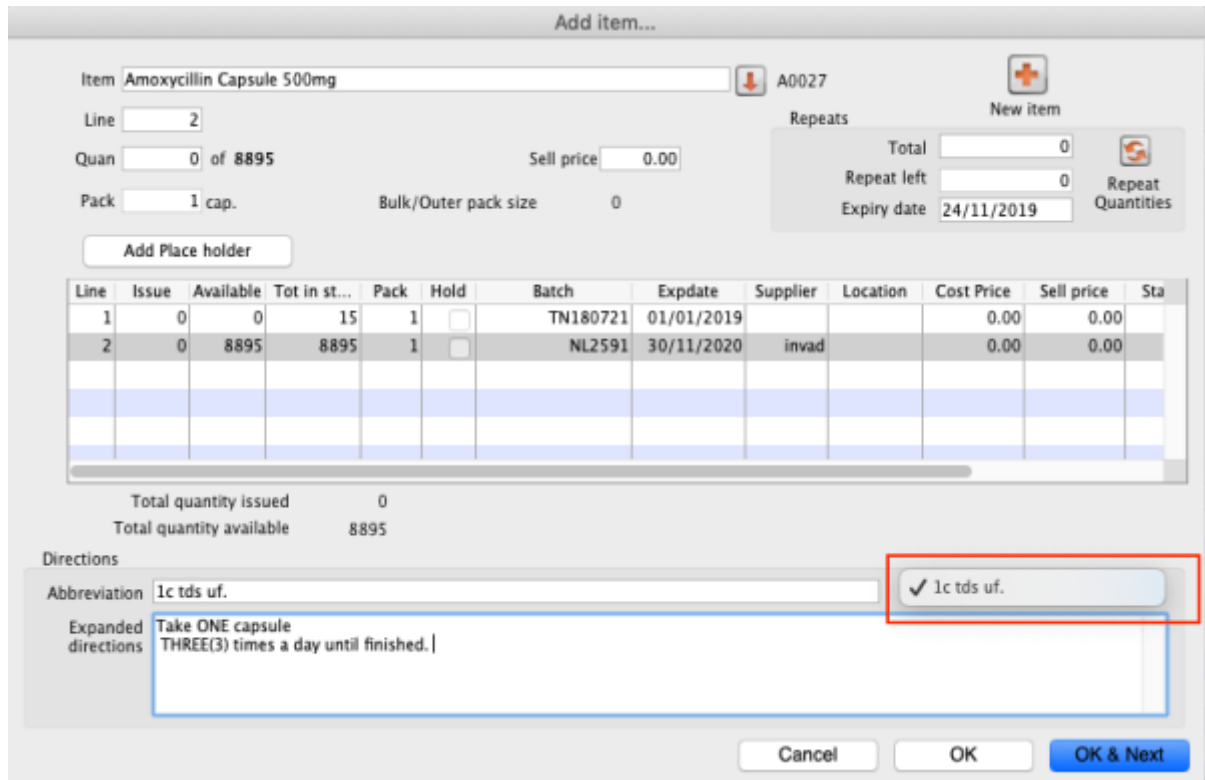 Add item...
Item Amoxycillin Capsule 500mg A0027
New item
Line 2
Repeats
Quan 0 of 8895 Sell price 0.00 Total 0
Repeat left 0
Repeat Quantities
Pack 1 cap. Bulk/Outer pack size 0
Expiry date 24/11/2019
Add Place holder
Line Issue Available Tot in st... Pack Hold Batch Expdate Supplier Location Cost Price Sell price Sta
1 0 0 15 1 TN180721 01/01/2019 0.00 0.00
2 0 8895 8895 1 NL2591 30/11/2020 invad 0.00 0.00
Total quantity issued 0
Total quantity available 8895
Directions
Abbreviation 1c tds uf. ✓ 1c tds uf.
Expanded directions
Take ONE capsule
THREE(3) times a day until finished.
Cancel OK OK & Next